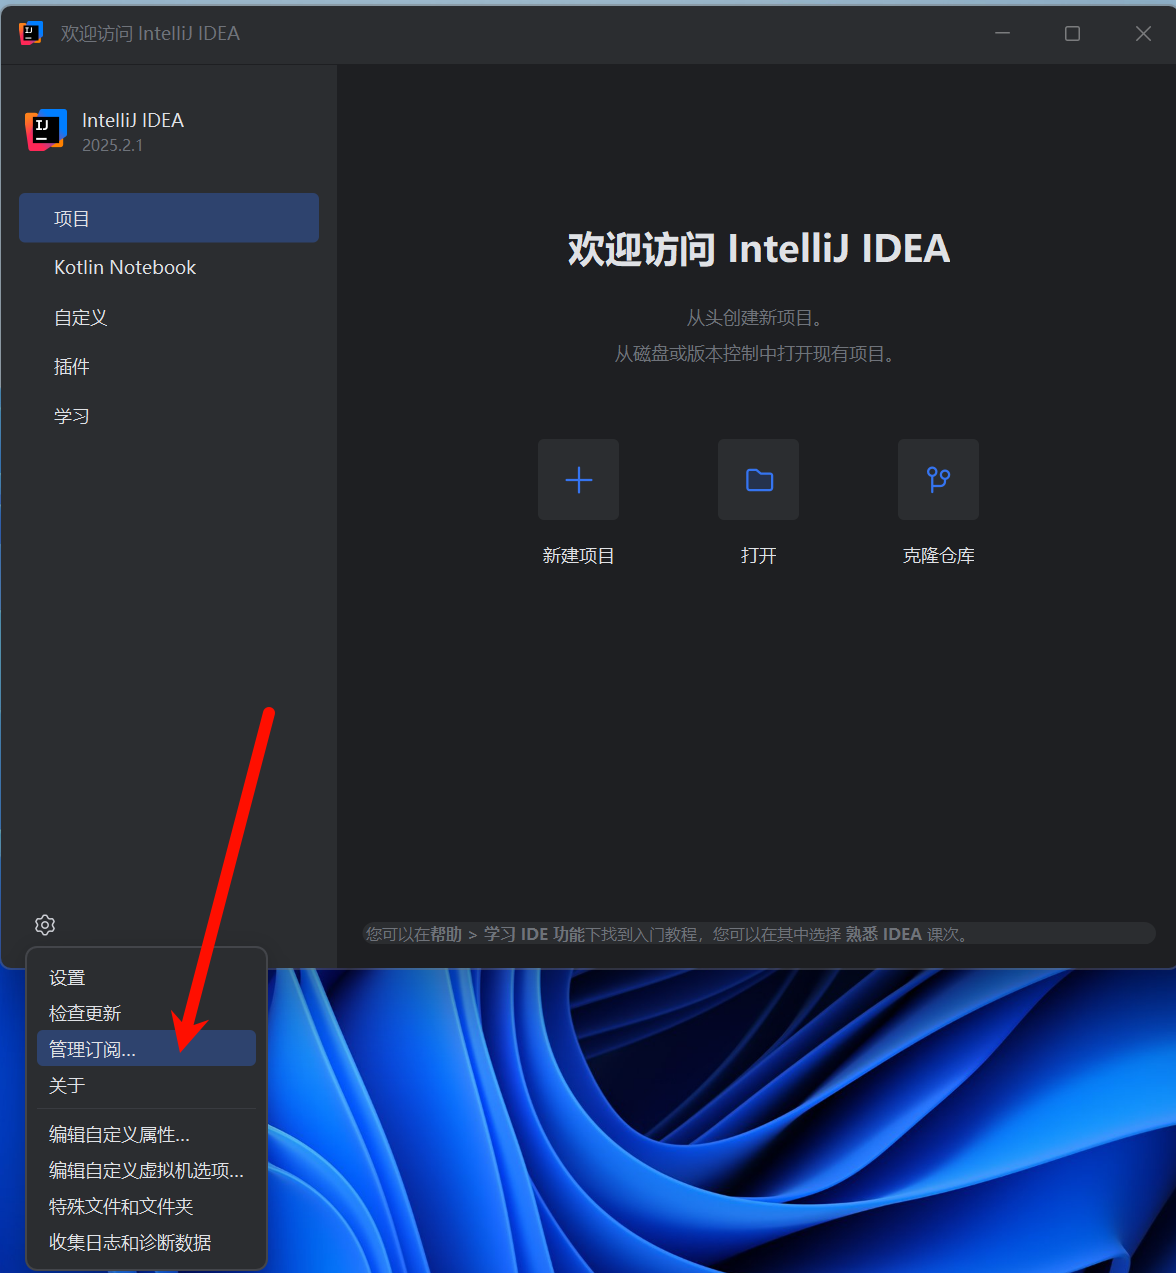 欢迎访问 IntelliJ IDEA
IntelliJ IDEA
2025.2.1
项目
Kotlin Notebook
自定义
插件
学习
欢迎访问 IntelliJ IDEA
从头创建新项目。
从磁盘或版本控制中打开现有项目。
新建项目
打开
克隆仓库
您可以在帮助 > 学习 IDE 功能下找到入门教程，您可以在其中选择 熟悉 IDEA 课次。
设置
检查更新
管理订阅...
关于
编辑自定义属性...
编辑自定义虚拟机选项...
特殊文件和文件夹
收集日志和诊断数据